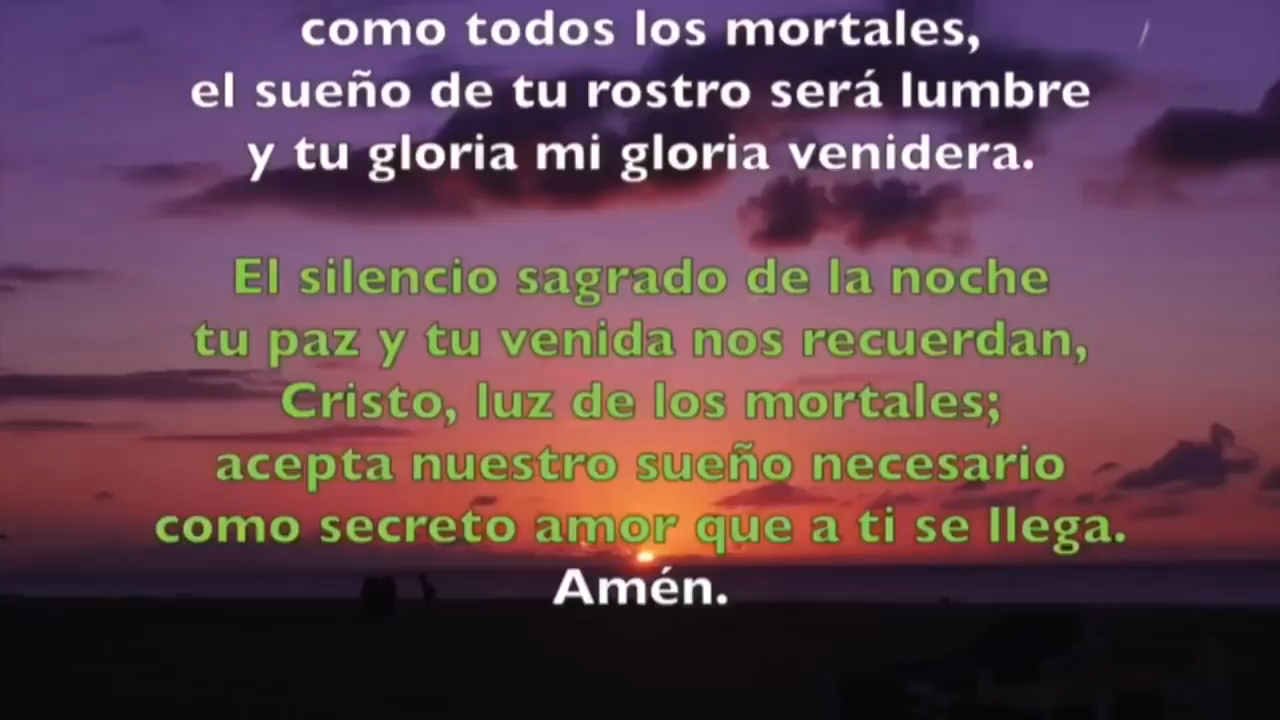 como todos los mortales,
el sueño de tu rostro será lumbre
y tu gloria mi gloria venidera.
El silencio sagrado de la noche
tu paz y tu venida nos recuerdan,
Cristo, luz de los mortales;
acepta nuestro sueño necesario
como secreto amor que a ti se llega.
Amén.